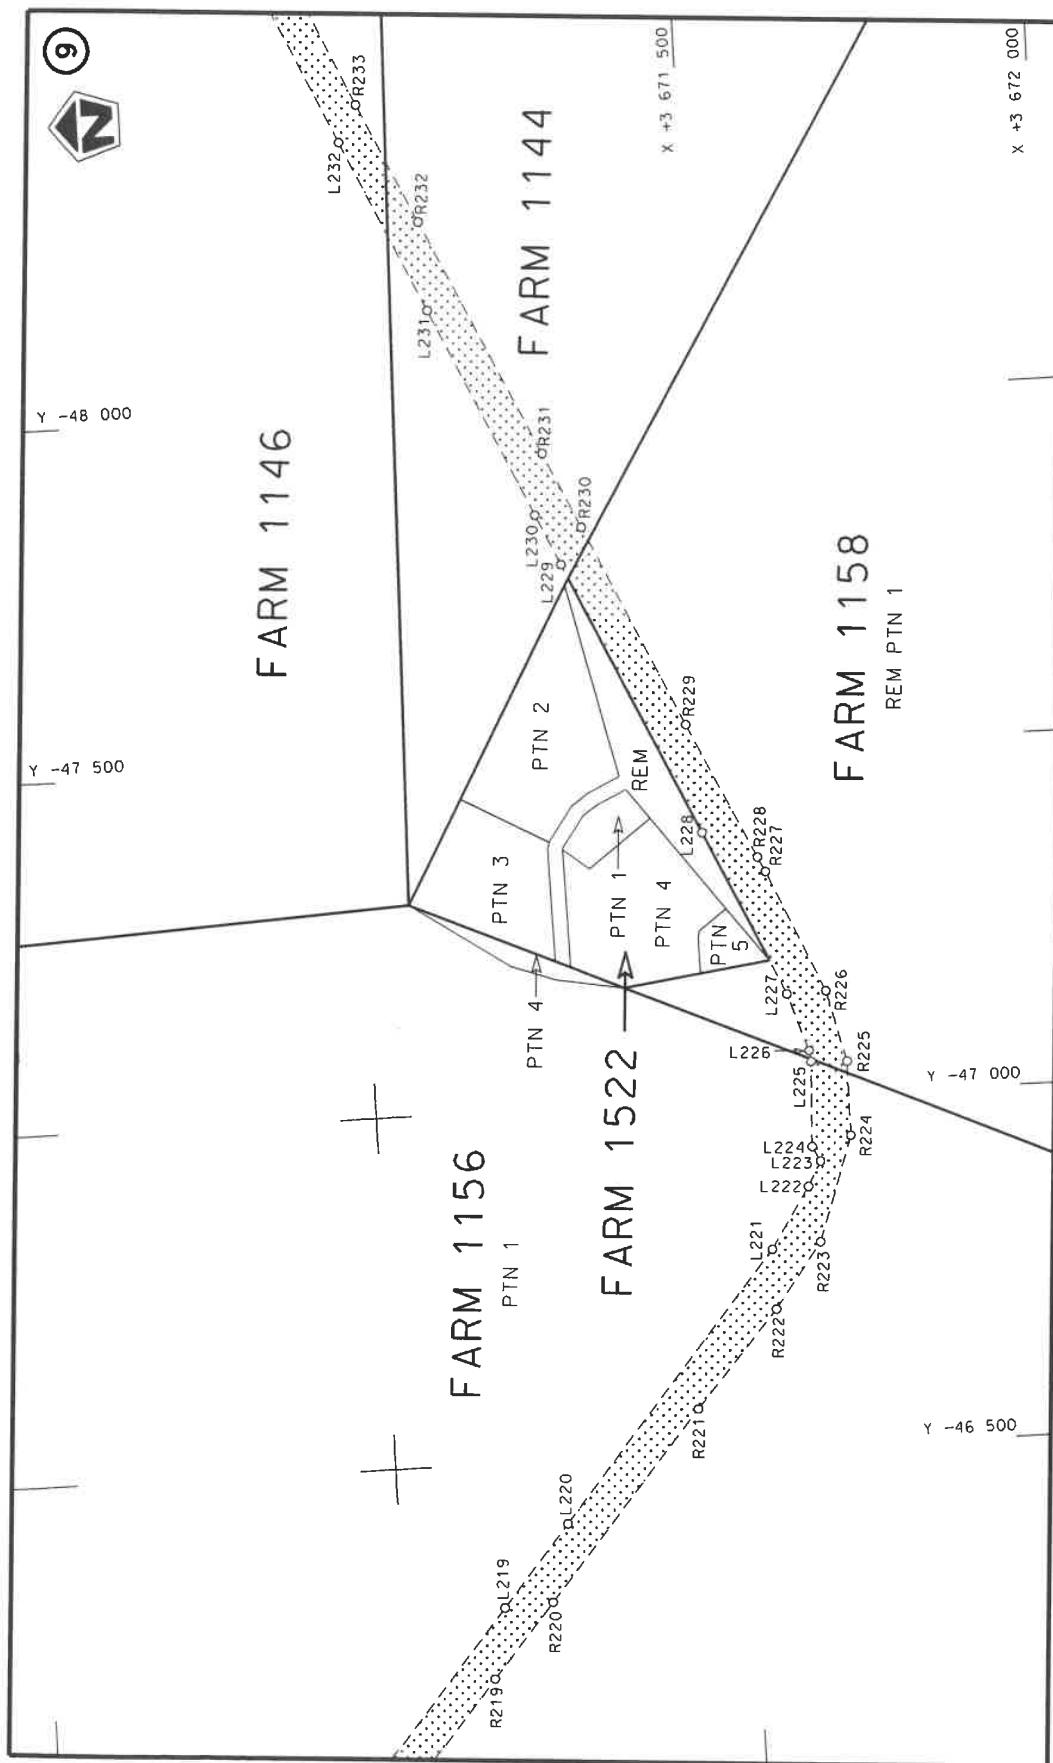 9
N
Y -48 000
Y -47 500
X +3 671 500
X +3 672 000
Y -47 000
Y -46 500
FARM 1146
FARM 1144
FARM 1156
PTN 1
FARM 1522
FARM 1158
REM PTN 1
PTN 2
PTN 3
PTN 4
PTN 1
PTN 4
PTN
5
REM
L219
L220
L221
L222
L223
L224
L225
L226
L227
L228
L229
L230
L231
L232
R219
R220
R221
R222
R223
R224
R225
R226
R227
R228
R229
R230
R231
R232
R233